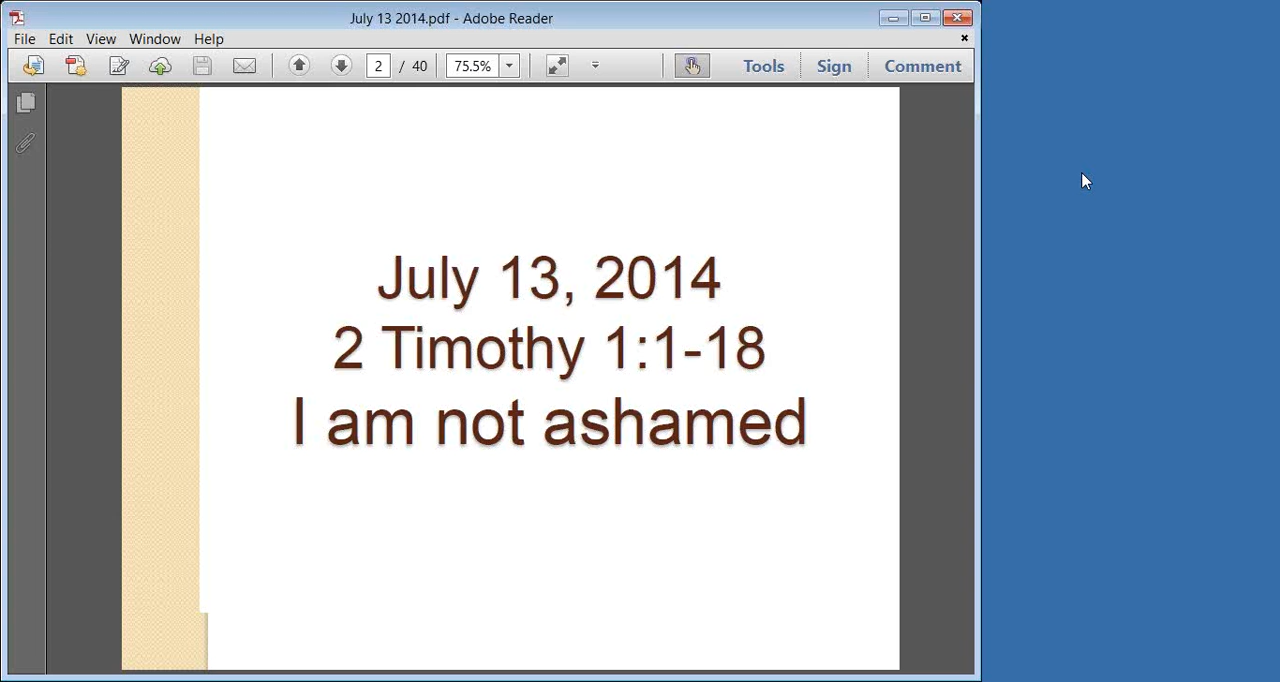 July 13 2014.pdf - Adobe Reader
File Edit View Window Help
2 / 40 75.5% Tools Sign Comment
July 13, 2014
2 Timothy 1:1-18
I am not ashamed